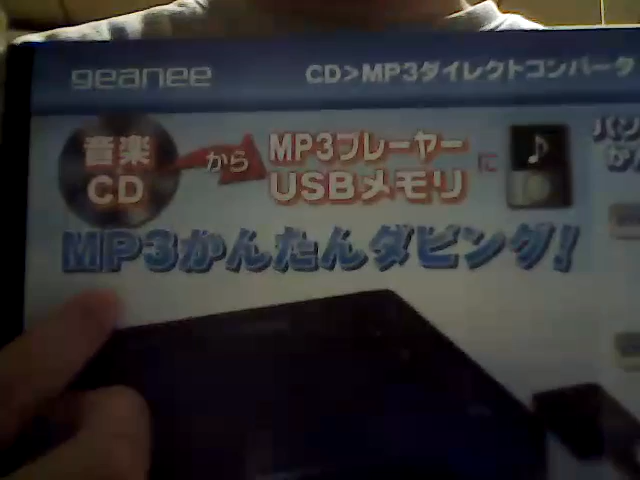 geanee
CD>MP3ダイレクトコンバータ
音楽
CD
から
MP3プレーヤー
USBメモリ
に
MP3かんたんダビング!
パソ